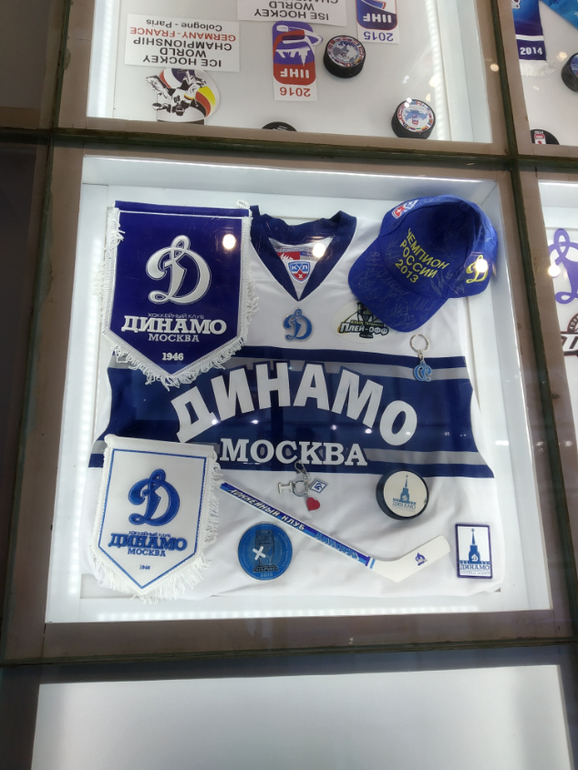 ICE HOCKEY
WORLD
CHAMPIONSHIP
GERMANY-FRANCE
Cologne - Paris
ISE HOCKEY
WORLD
IIHF
2016
IIHF
2015
2014
Д
ХОККЕЙНЫЙ КЛУБ
ДИНАМО
МОСКВА
1946
КХЛ
ЧЕМПИОН
РОССИИ
2013
Д
Д
ПЛЕЙ-ОФФ
ДИНАМО
МОСКВА
Д
ХОККЕЙНЫЙ КЛУБ
ДИНАМО
МОСКВА
1946
I
ХОККЕЙНЫЙ КЛУБ
ДИНАМО